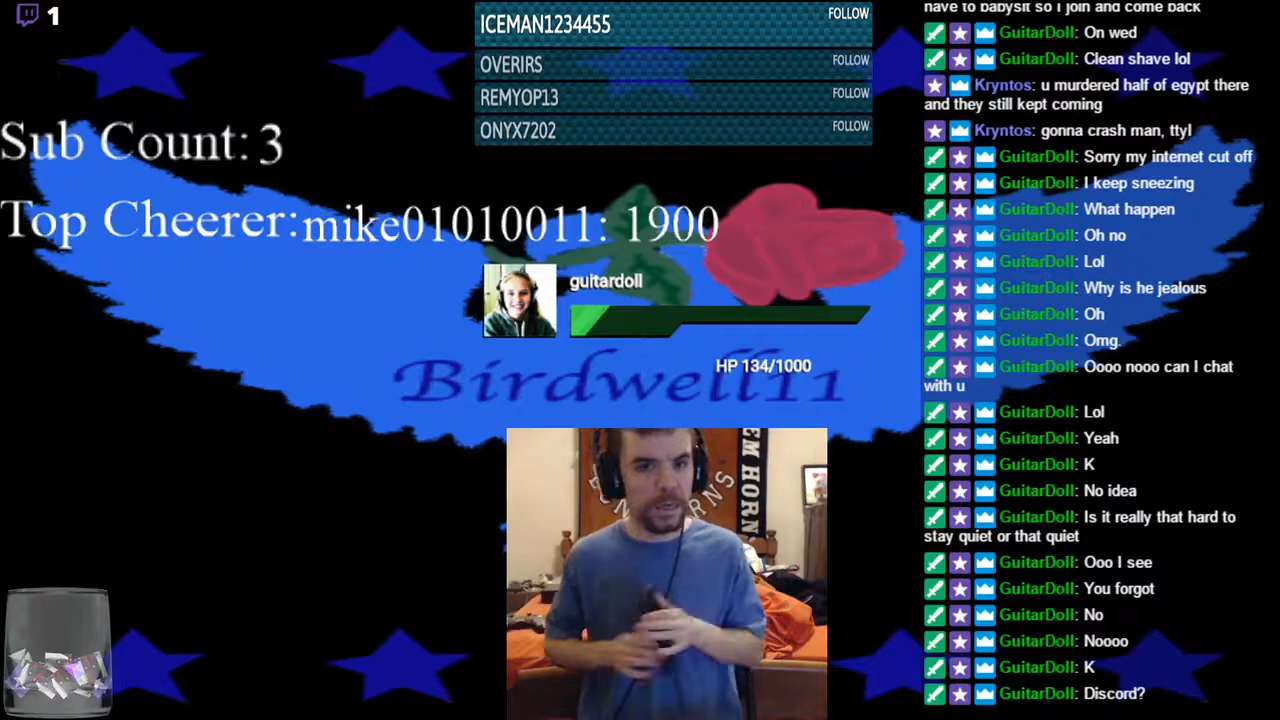 1
ICEMAN1234455 FOLLOW
OVERIRS FOLLOW
REMYOP13 FOLLOW
ONYX7202 FOLLOW
Sub Count: 3
Top Cheerer: mike01010011: 1900
guitardoll
HP 134/1000
Birdwell11
EM HORN
NS
have to babysit so I join and come back
GuitarDoll: On wed
GuitarDoll: Clean shave lol
Kryntos: u murdered half of egypt there
and they still kept coming
Kryntos: gonna crash man, ttyl
GuitarDoll: Sorry my internet cut off
GuitarDoll: I keep sneezing
GuitarDoll: What happen
GuitarDoll: Oh no
GuitarDoll: Lol
GuitarDoll: Why is he jealous
GuitarDoll: Oh
GuitarDoll: Omg.
GuitarDoll: Oooo nooo can I chat
with u
GuitarDoll: Lol
GuitarDoll: Yeah
GuitarDoll: K
GuitarDoll: No idea
GuitarDoll: Is it really that hard to
stay quiet or that quiet
GuitarDoll: Ooo I see
GuitarDoll: You forgot
GuitarDoll: No
GuitarDoll: Noooo
GuitarDoll: K
GuitarDoll: Discord?